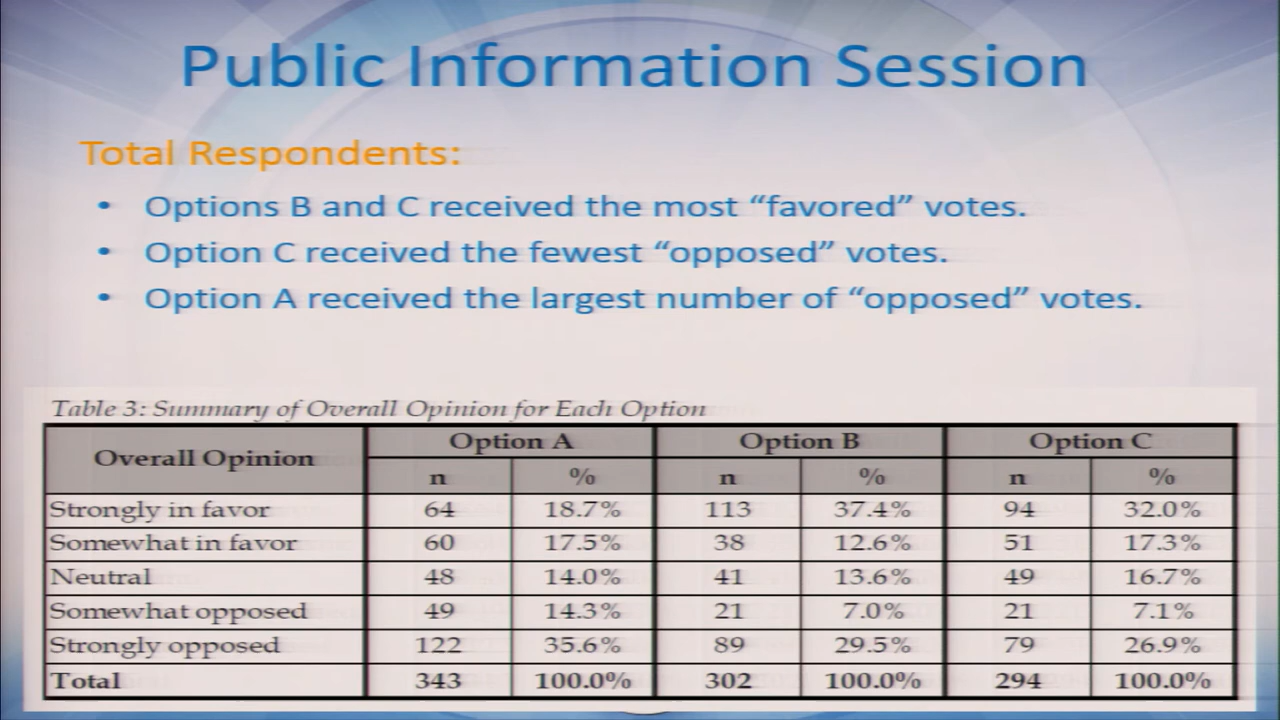 Public Information Session
Total Respondents:
• Options B and C received the most “favored” votes.
• Option C received the fewest “opposed” votes.
• Option A received the largest number of “opposed” votes.
Table 3: Summary of Overall Opinion for Each Option
Overall Opinion Option A Option B Option C
n % n % n %
Strongly in favor 64 18.7% 113 37.4% 94 32.0%
Somewhat in favor 60 17.5% 38 12.6% 51 17.3%
Neutral 48 14.0% 41 13.6% 49 16.7%
Somewhat opposed 49 14.3% 21 7.0% 21 7.1%
Strongly opposed 122 35.6% 89 29.5% 79 26.9%
Total 343 100.0% 302 100.0% 294 100.0%